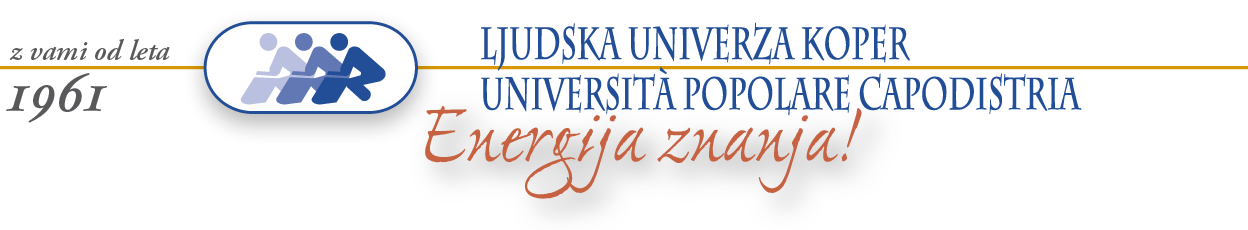 z vami od leta
1961
LJUDSKA UNIVERZA KOPER
UNIVERSITÀ POPOLARE CAPODISTRIA
Energija znanja!